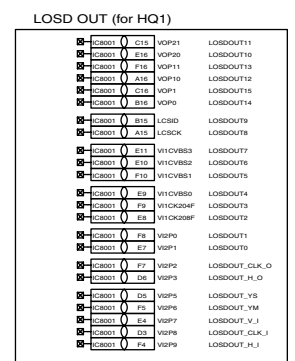 LOSD OUT (for HQ1)
IC8001 C15 VOP21 LOSDOUT11
IC8001 E16 VOP20 LOSDOUT10
IC8001 F16 VOP11 LOSDOUT13
IC8001 A16 VOP10 LOSDOUT12
IC8001 C16 VOP1 LOSDOUT15
IC8001 B16 VOP0 LOSDOUT14
IC8001 B15 LCSID LOSDOUT9
IC8001 A15 LCSCK LOSDOUT8
IC8001 E11 VI1CVBS3 LOSDOUT7
IC8001 E10 VI1CVBS2 LOSDOUT6
IC8001 F10 VI1CVBS1 LOSDOUT5
IC8001 E9 VI1CVBS0 LOSDOUT4
IC8001 F9 VI1CK204F LOSDOUT3
IC8001 E8 VI1CK208F LOSDOUT2
IC8001 F8 VI2P0 LOSDOUT1
IC8001 E7 VI2P1 LOSDOUT0
IC8001 F7 VI2P2 LOSDOUT_CLK_O
IC8001 D6 VI2P3 LOSDOUT_H_O
IC8001 D5 VI2P5 LOSDOUT_YS
IC8001 F5 VI2P6 LOSDOUT_YM
IC8001 E4 VI2P7 LOSDOUT_V_I
IC8001 D3 VI2P8 LOSDOUT_CLK_I
IC8001 F4 VI2P9 LOSDOUT_H_I